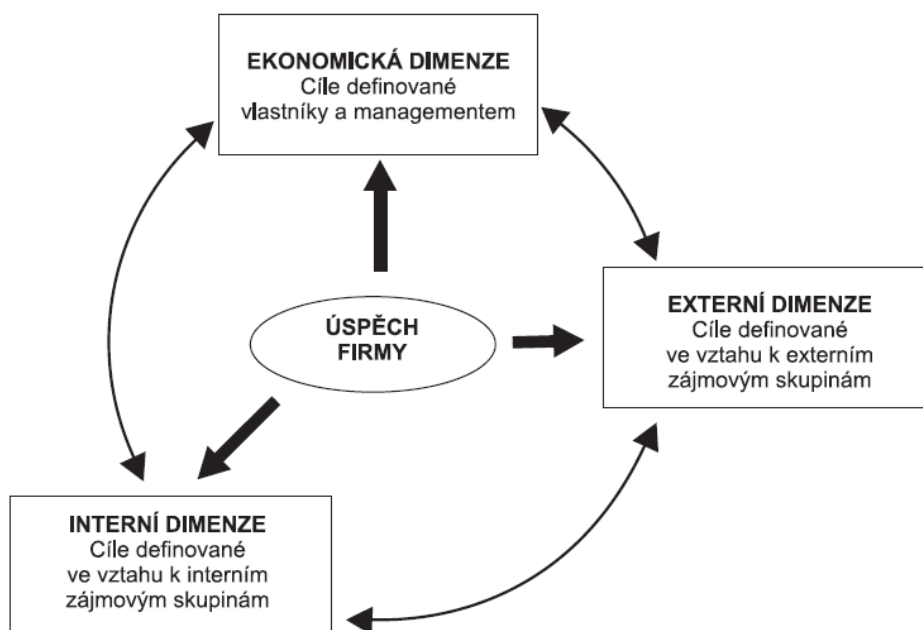 EKONOMICKÁ DIMENZE
Cíle definované
vlastníky a managementem
ÚSPĚCH
FIRMY
EXTERNÍ DIMENZE
Cíle definované
ve vztahu k externím
zájmovým skupinám
INTERNÍ DIMENZE
Cíle definované
ve vztahu k interním
zájmovým skupinám